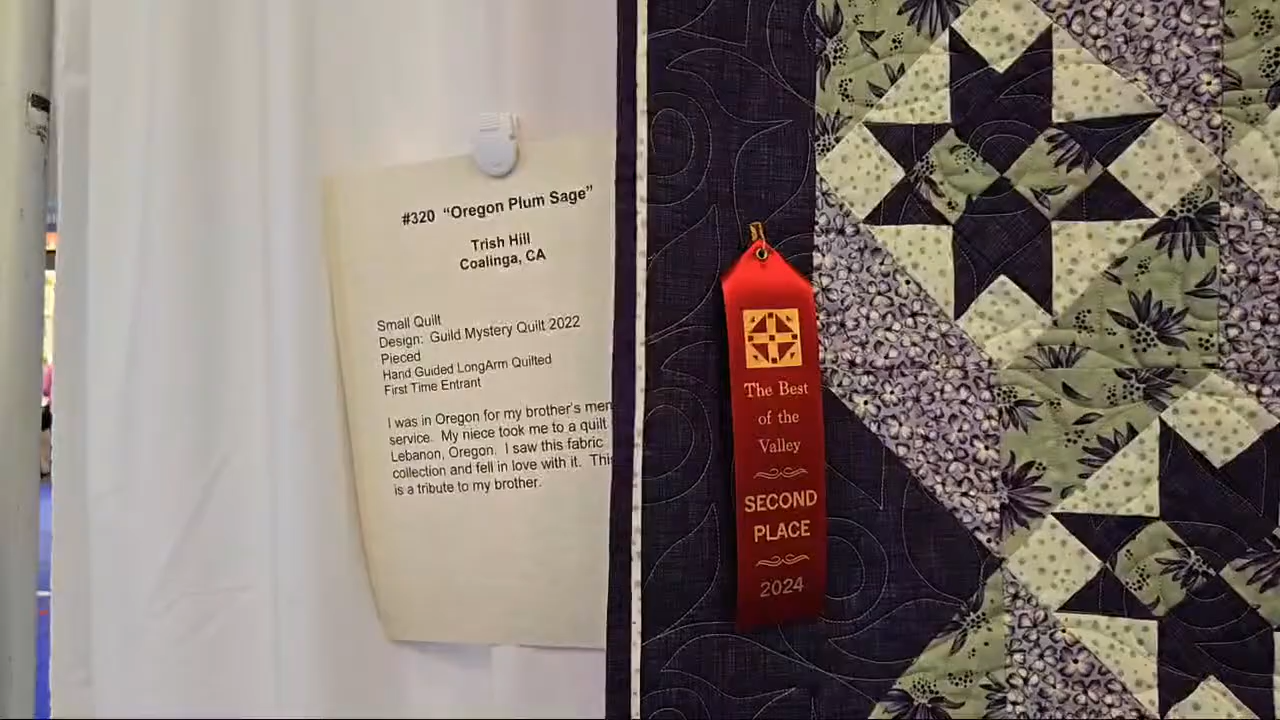 #320 “Oregon Plum Sage”
Trish Hill
Coalinga, CA
Small Quilt
Design: Guild Mystery Quilt 2022
Pieced
Hand Guided LongArm Quilted
First Time Entrant
I was in Oregon for my brother's
service. My niece took me to a quilt
Lebanon, Oregon. I saw this fabric
collection and fell in love with it. This
is a tribute to my brother.
The Best
of the
Valley
SECOND
PLACE
2024